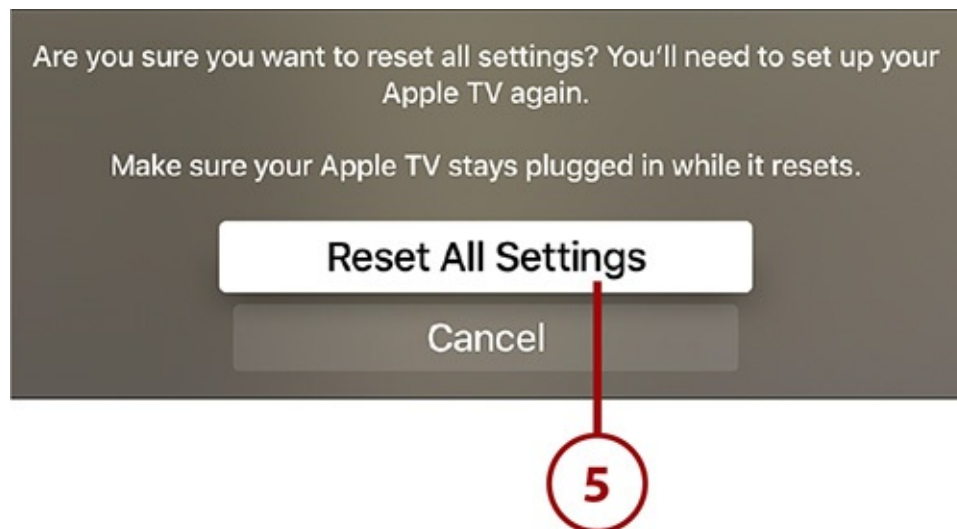 Are you sure you want to reset all settings? You’ll need to set up your
Apple TV again.
Make sure your Apple TV stays plugged in while it resets.
Reset All Settings
Cancel
5